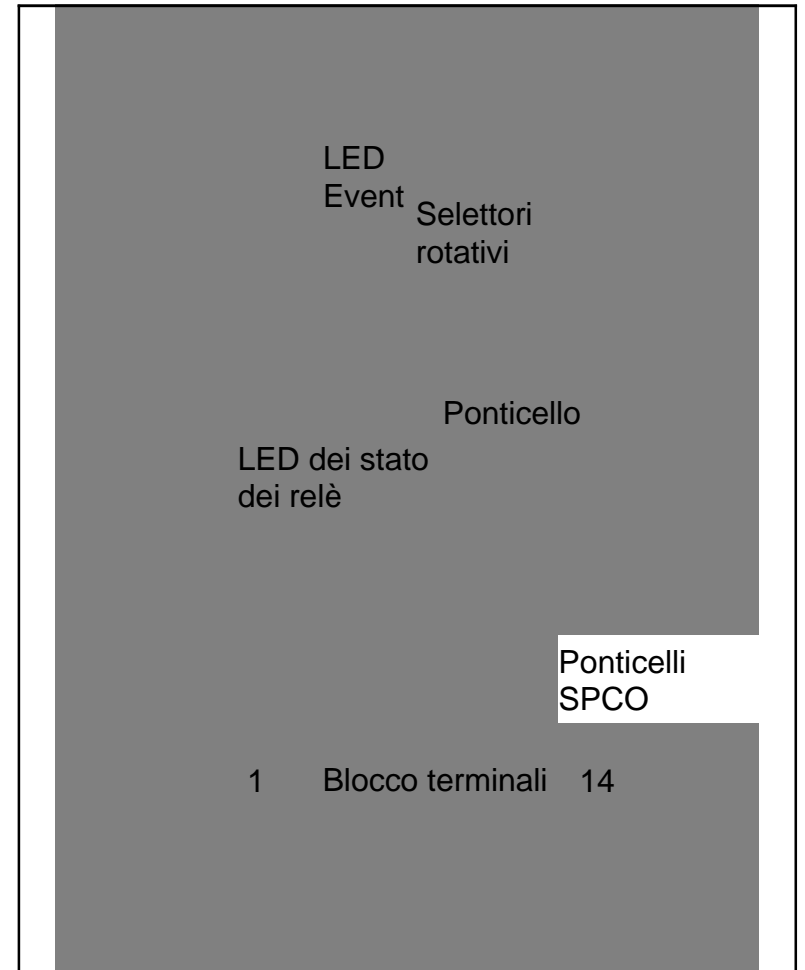 LED
Event
Selettori
rotativi
Ponticello
LED dei stato
dei relè
Ponticelli
SPCO
1 Blocco terminali 14